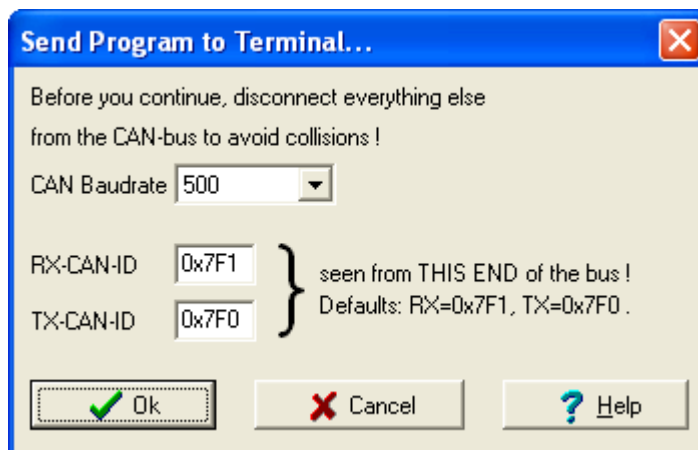 Send Program to Terminal...
Before you continue, disconnect everything else
from the CAN-bus to avoid collisions !
CAN Baudrate 500
RX-CAN-ID 0x7F1
seen from THIS END of the bus !
Defaults: RX=0x7F1, TX=0x7F0 .
TX-CAN-ID 0x7F0
Ok Cancel Help